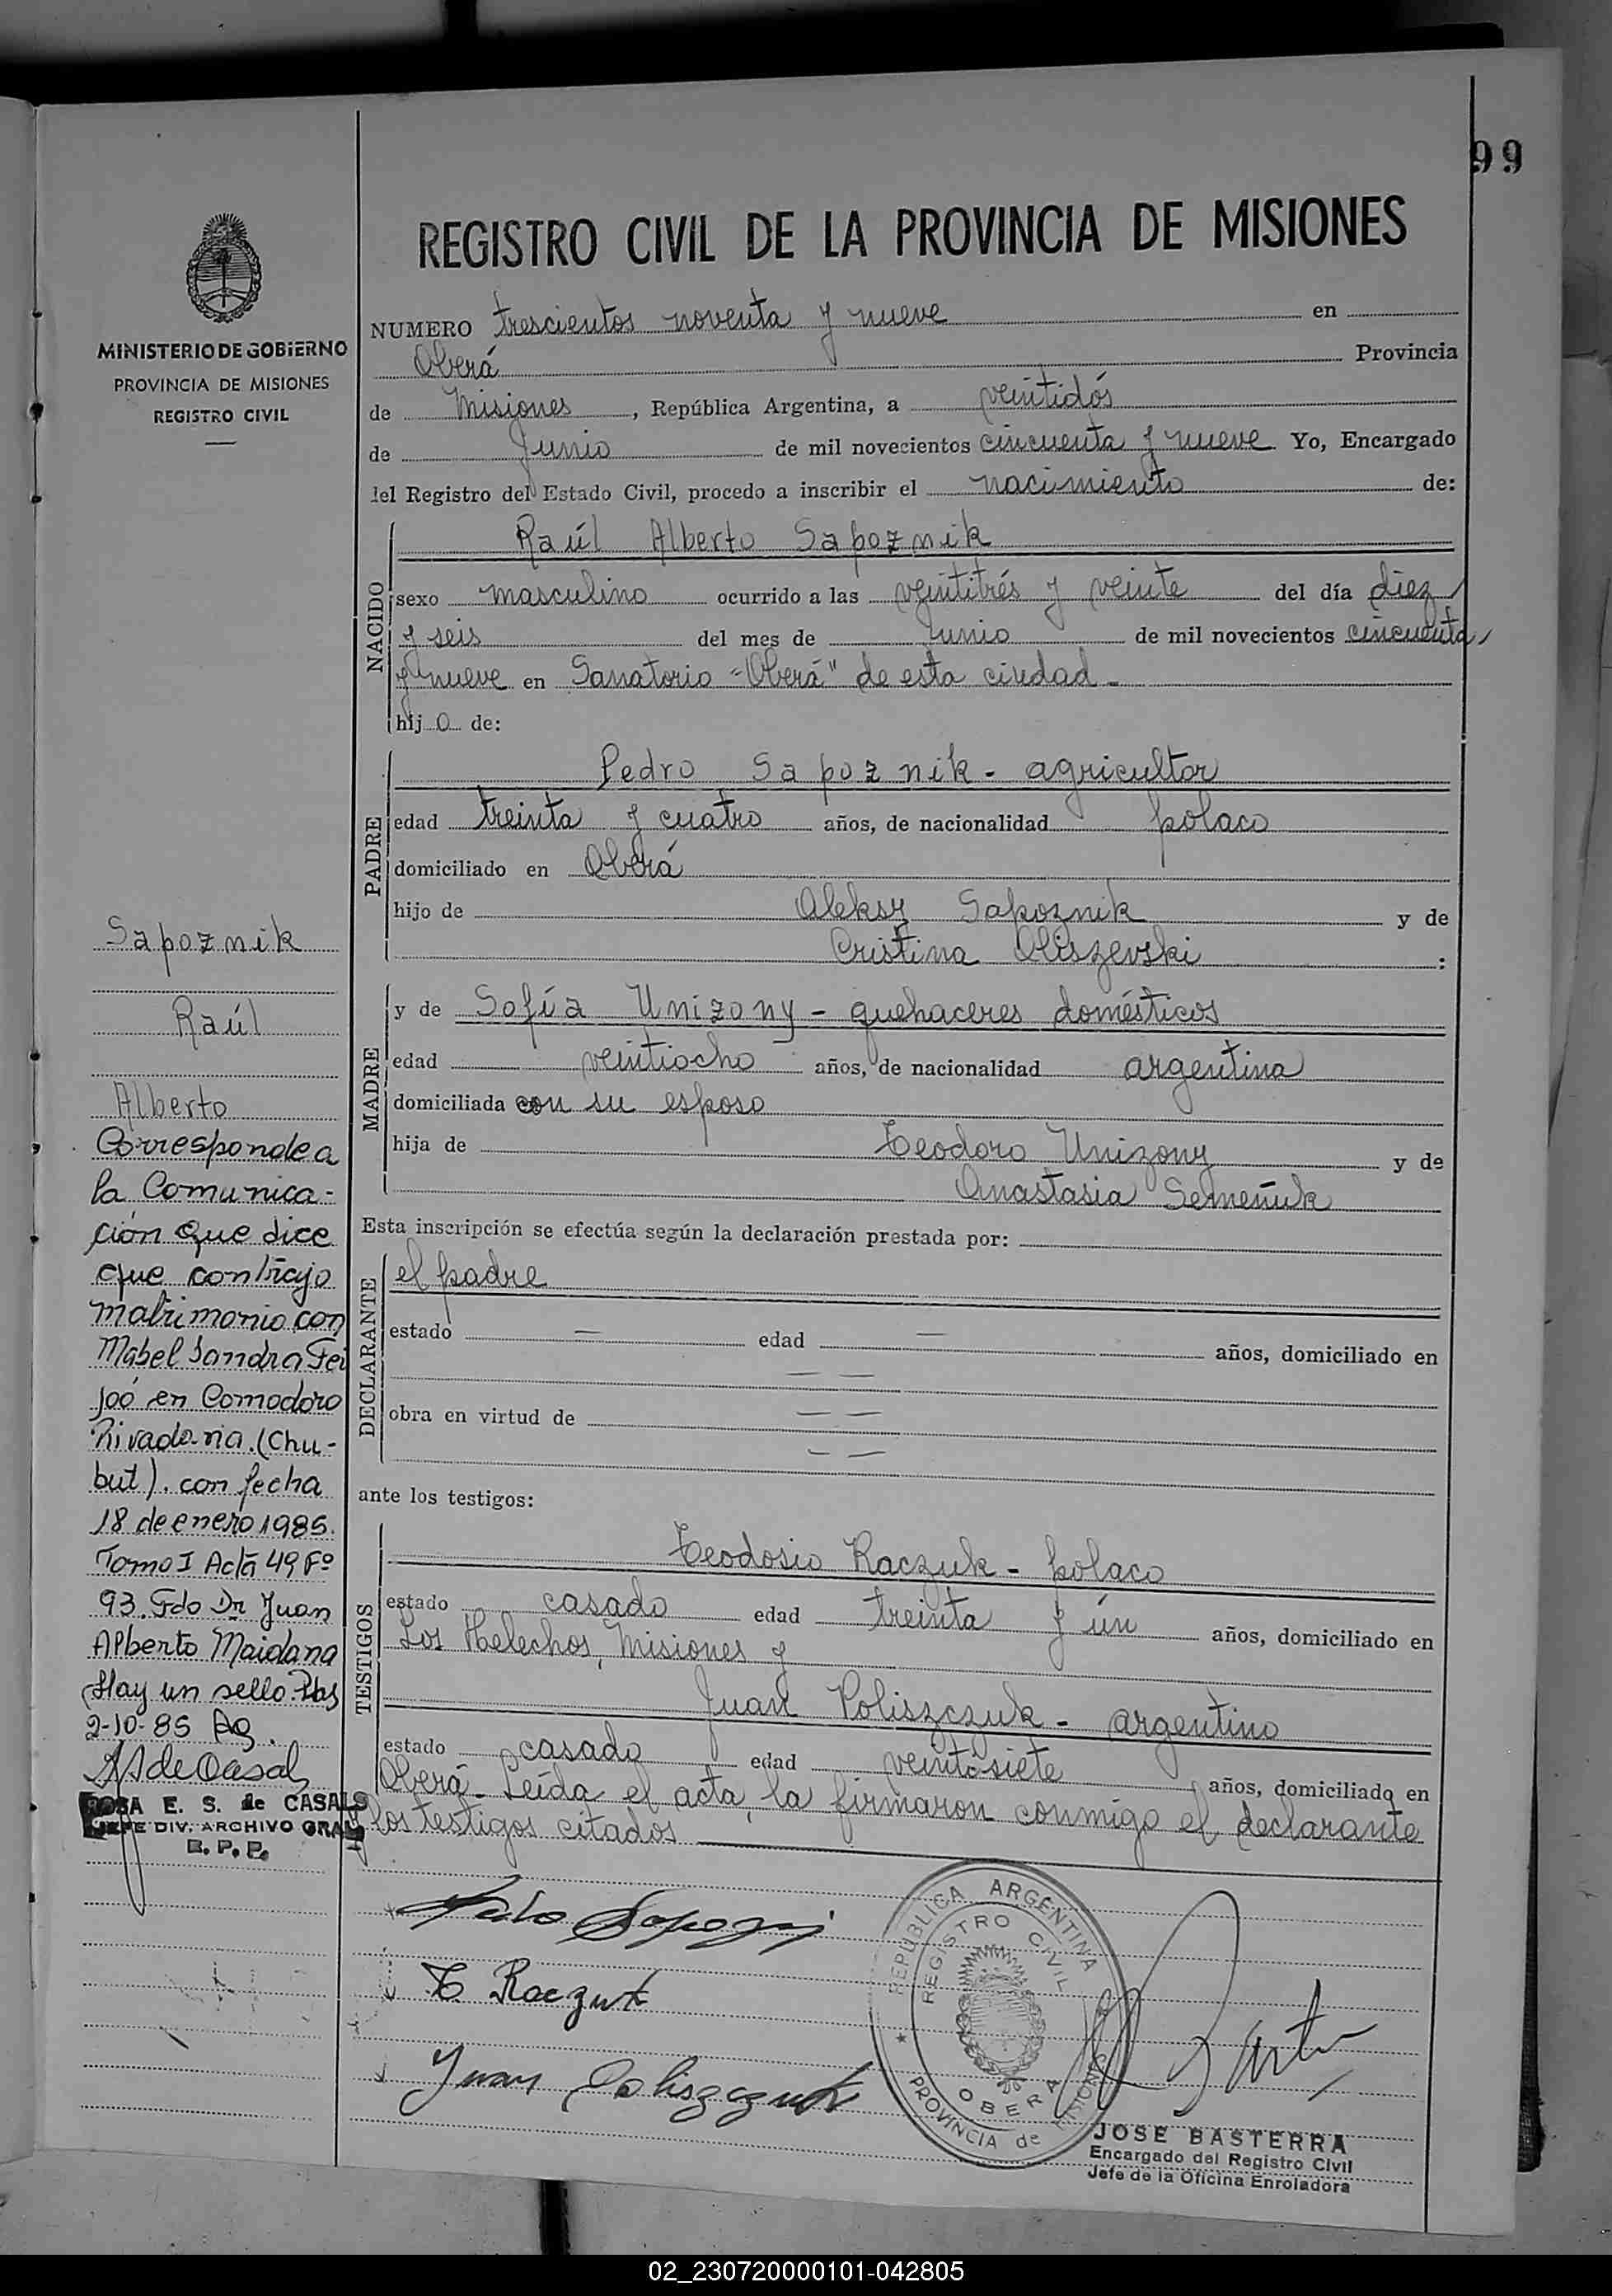 99
REGISTRO CIVIL DE LA PROVINCIA DE MISIONES
MINISTERIO DE GOBIERNO
PROVINCIA DE MISIONES
REGISTRO CIVIL
NUMERO trescientos noventa y nueve en
Oberá Provincia
de Misiones, República Argentina, a veintidós
de Junio de mil novecientos cincuenta y nueve Yo, Encargado
del Registro del Estado Civil, procedo a inscribir el nacimiento de:
NACIDO
Raúl Alberto Sapoznik
sexo masculino ocurrido a las veintitrés y veinte del día diez
y seis del mes de Junio de mil novecientos cincuenta
y nueve en Sanatorio "Oberá" de esta ciudad -
hijo de:
PADRE
Pedro Sapoznik - agricultor
edad treinta y cuatro años, de nacionalidad polaco
domiciliado en Oberá
hijo de Aleksy Sapoznik y de
Cristina Oliszevski :
MADRE
y de Sofía Unizony - quehaceres domésticos
edad veintiocho años, de nacionalidad argentina
domiciliada con su esposo
hija de Teodoro Unizony y de
Anastasia Semeñuk
Esta inscripción se efectúa según la declaración prestada por:
DECLARANTE
el padre
estado — edad — años, domiciliado en
— —
obra en virtud de — —
— —
ante los testigos:
TESTIGOS
Teodosio Raczuk - polaco
estado casado edad treinta y ún años, domiciliado en
Los Helechos, Misiones y
Juan Poliszczuk - argentino
estado casado edad veintisiete años, domiciliado en
Oberá - Leída el acta, la firmaron conmigo el declarante
y los testigos citados
Sapoznik
Raúl
Alberto
Corresponde a
la Comunica-
ción que dice
que contrajo
matrimonio con
Mabel Sandra Fei
joó en Comodoro
Rivadavia (Chu-
but). con fecha
18 de enero 1985.
Tomo I Acta 49 Fº
93. Fdo Dr Juan
Alberto Maidana
Hay un sello. Pdas
2-10-85
ROSA E. S. de CASALS
JEFE DIV. ARCHIVO GRAL
R. P. P.
T. Raczuk
Juan Poliszczuk
REPUBLICA ARGENTINA
REGISTRO CIVIL
OBERA
PROVINCIA de MISIONES
JOSE BASTERRA
Encargado del Registro Civil
Jefe de la Oficina Enroladora
02_230720000101-042805